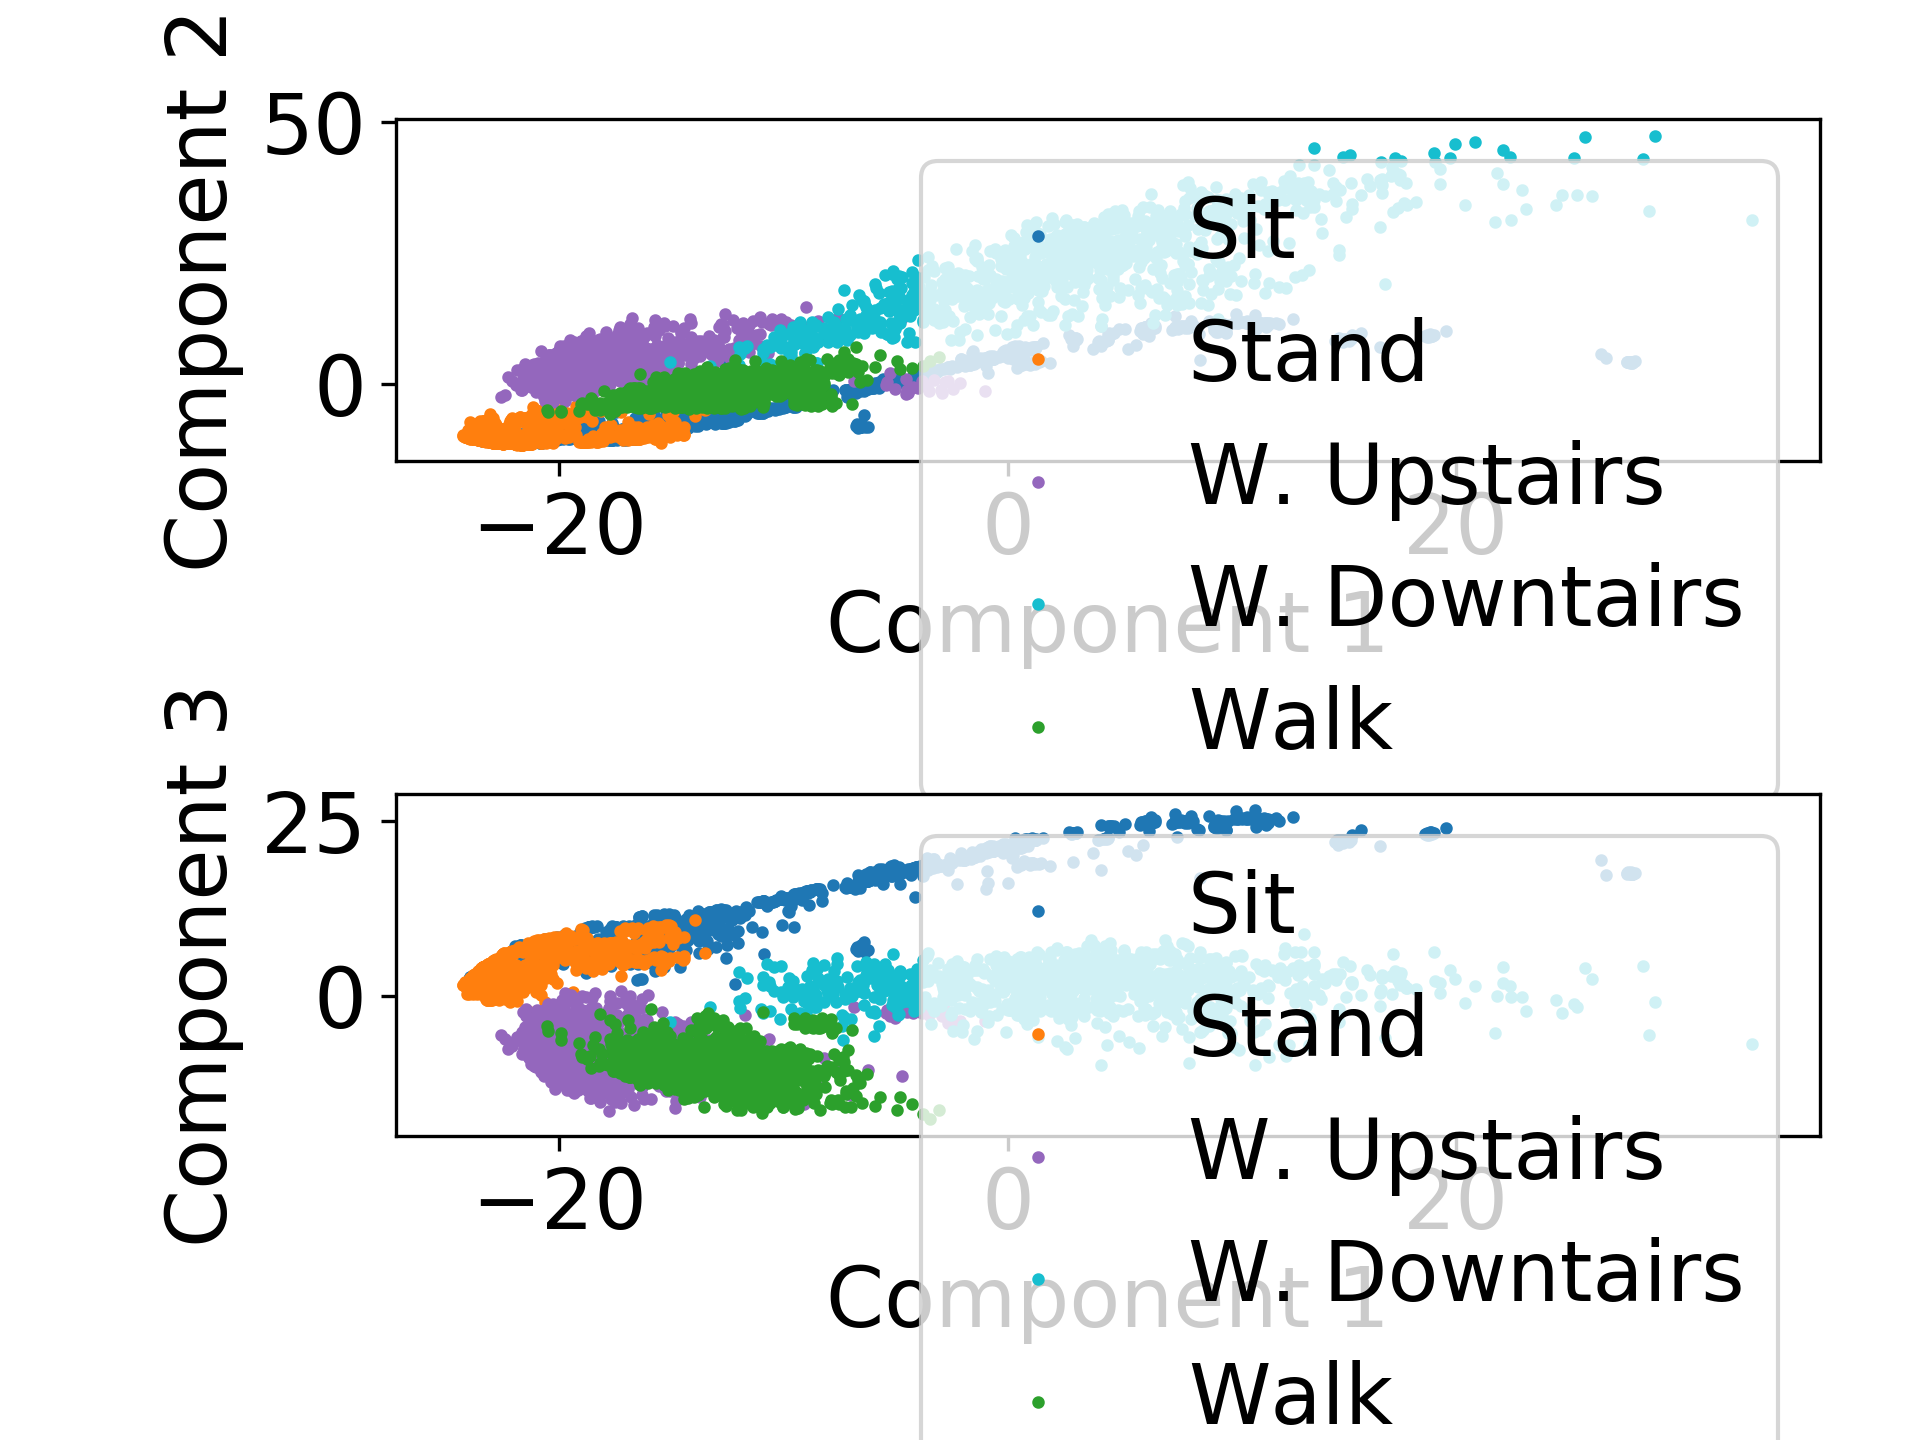 Component 2
50
0
−20
0
20
Component 1
Sit
Stand
W. Upstairs
W. Downtairs
Walk
Component 3
25
0
−20
0
20
Component 1
Sit
Stand
W. Upstairs
W. Downtairs
Walk